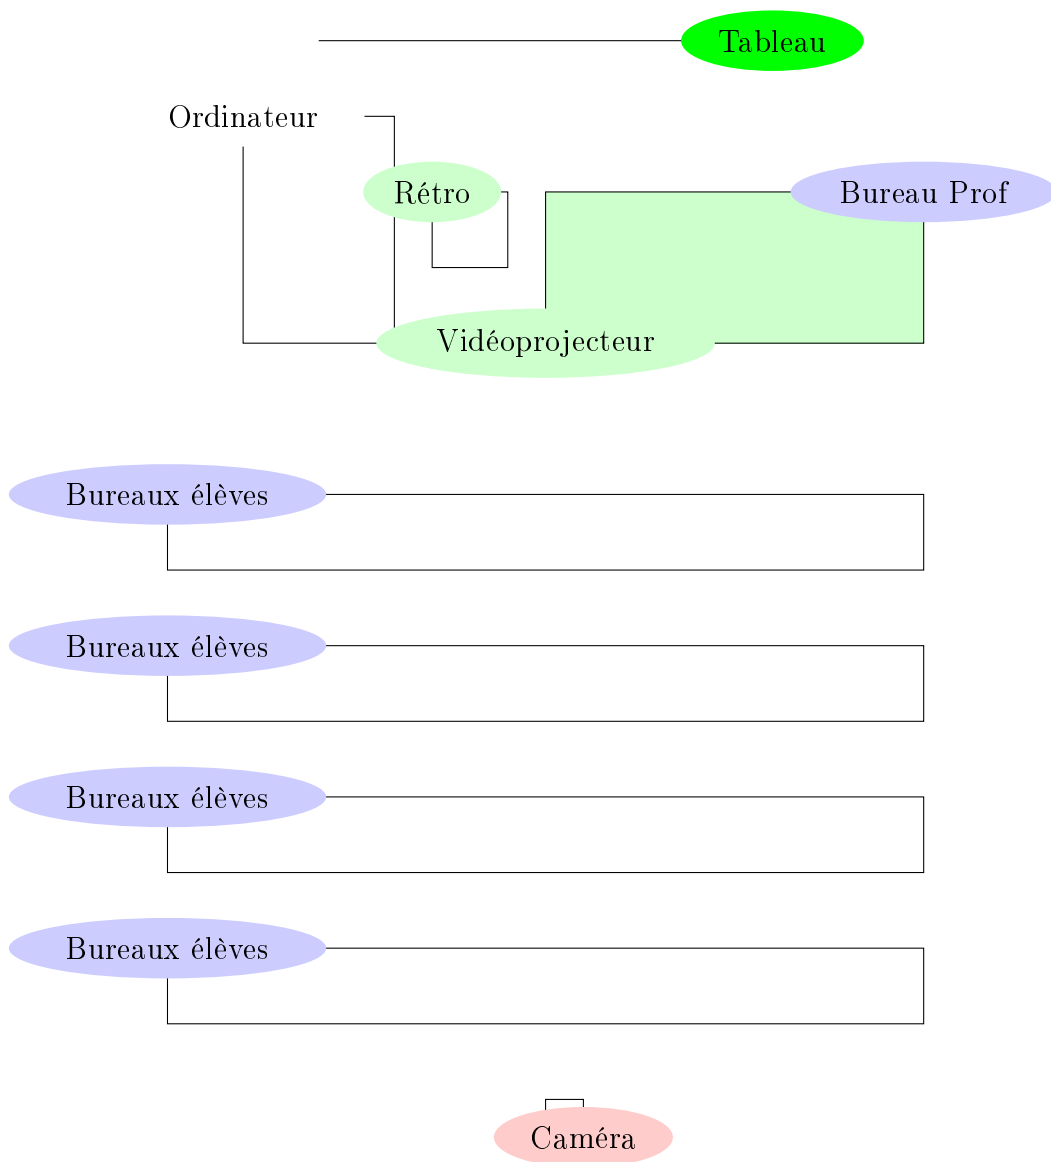 Tableau
Ordinateur
Rétro
Bureau Prof
Vidéoprojecteur
Bureaux élèves
Bureaux élèves
Bureaux élèves
Bureaux élèves
Caméra